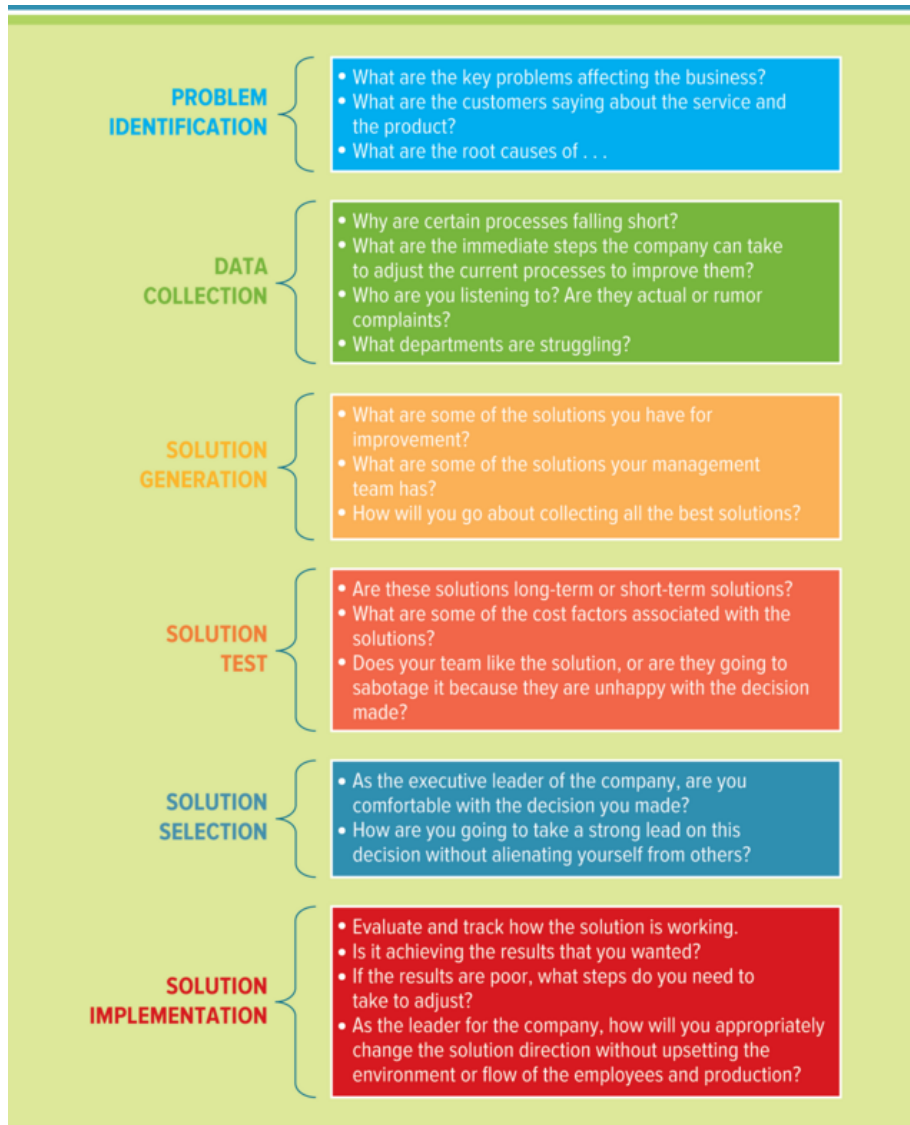 PROBLEM
IDENTIFICATION
• What are the key problems affecting the business?
• What are the customers saying about the service and
the product?
• What are the root causes of . . .
DATA
COLLECTION
• Why are certain processes falling short?
• What are the immediate steps the company can take
to adjust the current processes to improve them?
• Who are you listening to? Are they actual or rumor
complaints?
• What departments are struggling?
SOLUTION
GENERATION
• What are some of the solutions you have for
improvement?
• What are some of the solutions your management
team has?
• How will you go about collecting all the best solutions?
SOLUTION
TEST
• Are these solutions long-term or short-term solutions?
• What are some of the cost factors associated with the
solutions?
• Does your team like the solution, or are they going to
sabotage it because they are unhappy with the decision
made?
SOLUTION
SELECTION
• As the executive leader of the company, are you
comfortable with the decision you made?
• How are you going to take a strong lead on this
decision without alienating yourself from others?
SOLUTION
IMPLEMENTATION
• Evaluate and track how the solution is working.
• Is it achieving the results that you wanted?
• If the results are poor, what steps do you need to
take to adjust?
• As the leader for the company, how will you appropriately
change the solution direction without upsetting the
environment or flow of the employees and production?